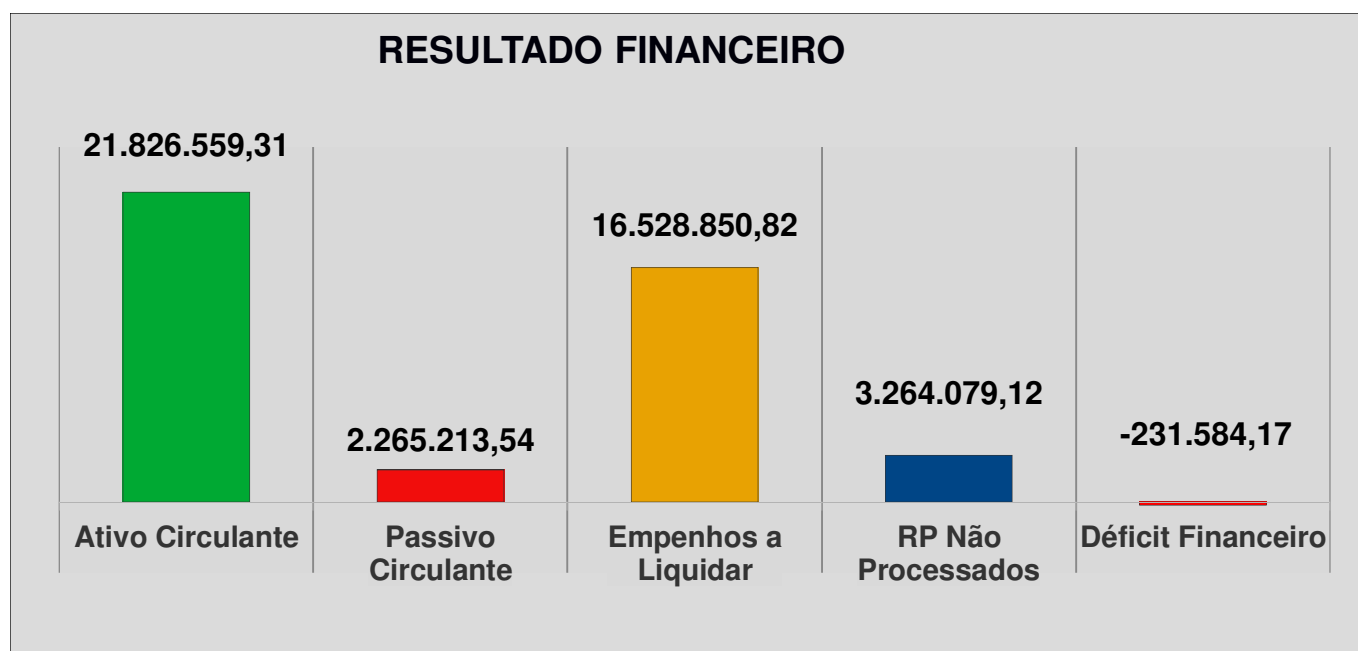 RESULTADO FINANCEIRO
21.826.559,31
2.265.213,54
16.528.850,82
3.264.079,12
-231.584,17
Ativo Circulante
Passivo
Circulante
Empenhos a
Liquidar
RP Não
Processados
Déficit Financeiro